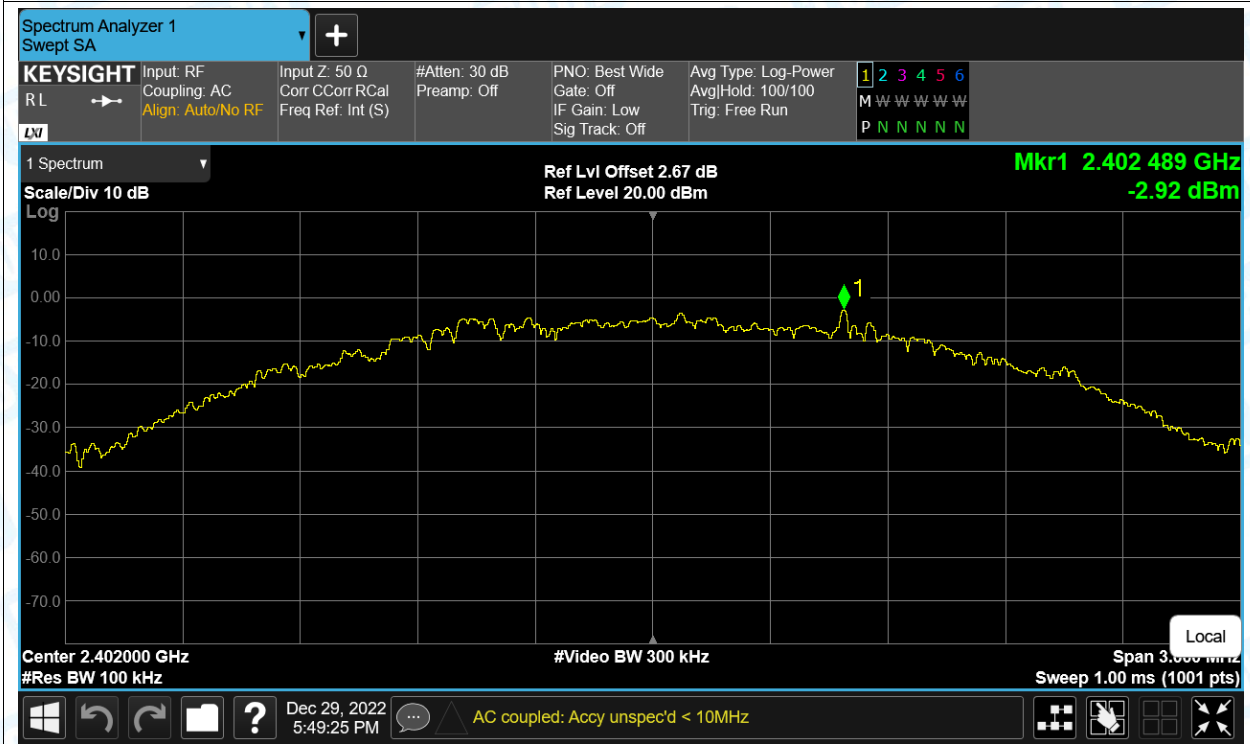 Spectrum Analyzer 1
Swept SA
KEYSIGHT
R L
LXI
Input: RF
Coupling: AC
Align: Auto/No RF
Input Z: 50 Ω
Corr CCorr RCal
Freq Ref: Int (S)
#Atten: 30 dB
Preamp: Off
PNO: Best Wide
Gate: Off
IF Gain: Low
Sig Track: Off
Avg Type: Log-Power
Avg|Hold: 100/100
Trig: Free Run
1 2 3 4 5 6
M W W W W W
P N N N N N
1 Spectrum
Scale/Div 10 dB
Log
Ref Lvl Offset 2.67 dB
Ref Level 20.00 dBm
Mkr1 2.402 489 GHz
-2.92 dBm
10.0
0.00
-10.0
-20.0
-30.0
-40.0
-50.0
-60.0
-70.0
1
Local
Center 2.402000 GHz
#Video BW 300 kHz
Span 3.000 MHz
#Res BW 100 kHz
Sweep 1.00 ms (1001 pts)
?
Dec 29, 2022
5:49:25 PM
AC coupled: Accy unspec'd < 10MHz